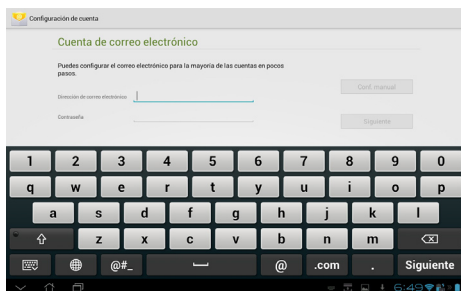 Configuración de cuenta
Cuenta de correo electrónico
Puedes configurar el correo electrónico para la mayoría de las cuentas en pocos
pasos.
Conf. manual
Dirección de correo electrónico
Contraseña
Siguiente
1 2 3 4 5 6 7 8 9 0
q w e r t y u i o p
a s d f g h j k l
z x c v b n m
@#_ @ .com . Siguiente
6:49